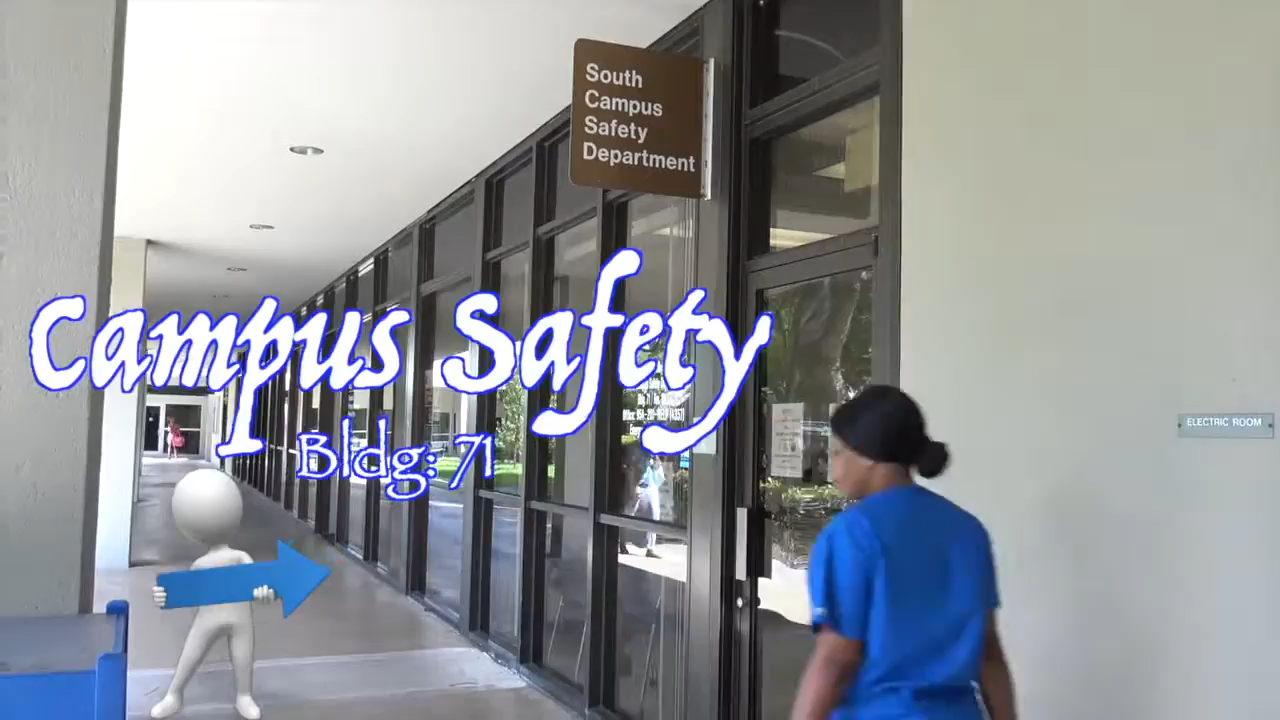 South
Campus
Safety
Department
Campus Safety
Bldg: 71
ELECTRIC ROOM